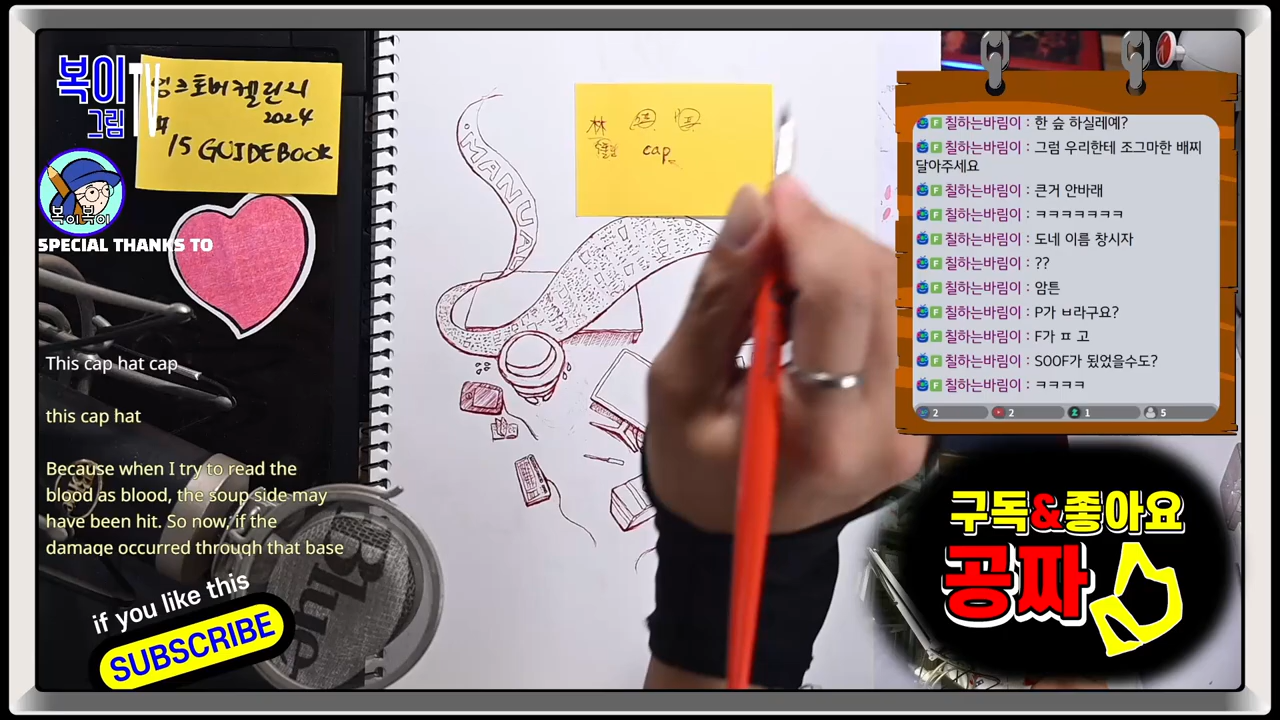 복이TV
그림
잉크토버 켈린지
2024
#15 GUIDEBOOK
복이복이
SPECIAL THANKS TO
This cap hat cap
this cap hat
Because when I try to read the
blood as blood, the soup side may
have been hit. So now, if the
damage occurred through that base
if you like this
SUBSCRIBE
Blue
MANUA
林
cap
칠하는바림이 : 한 숲 하실레예?
칠하는바림이 : 그럼 우리한테 조그마한 배찌
달아주세요
칠하는바림이 : 큰거 안바래
칠하는바림이 : ㅋㅋㅋㅋㅋㅋㅋ
칠하는바림이 : 도네 이름 창시자
칠하는바림이 : ??
칠하는바림이 : 암튼
칠하는바림이 : P가 ㅂ라구요?
칠하는바림이 : F가 ㅍ 고
칠하는바림이 : SOOF가 됬었을수도?
칠하는바림이 : ㅋㅋㅋㅋ
2 2 1 5
구독&좋아요
공짜